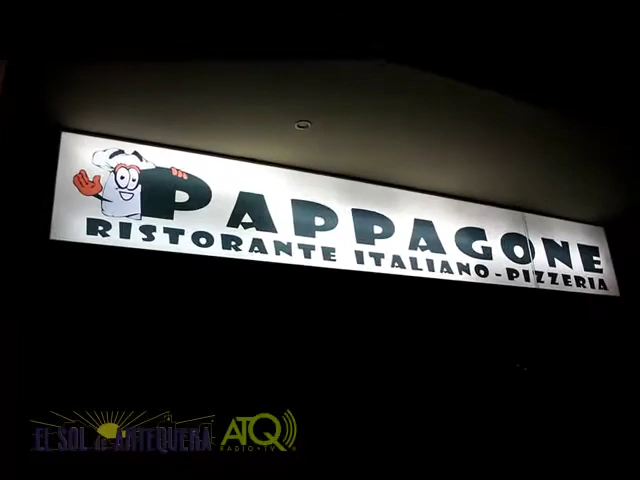 PAPPAGONE
RISTORANTE ITALIANO-PIZZERIA
EL SOL de ANTEQUERA
ATQ
RADIO•TV